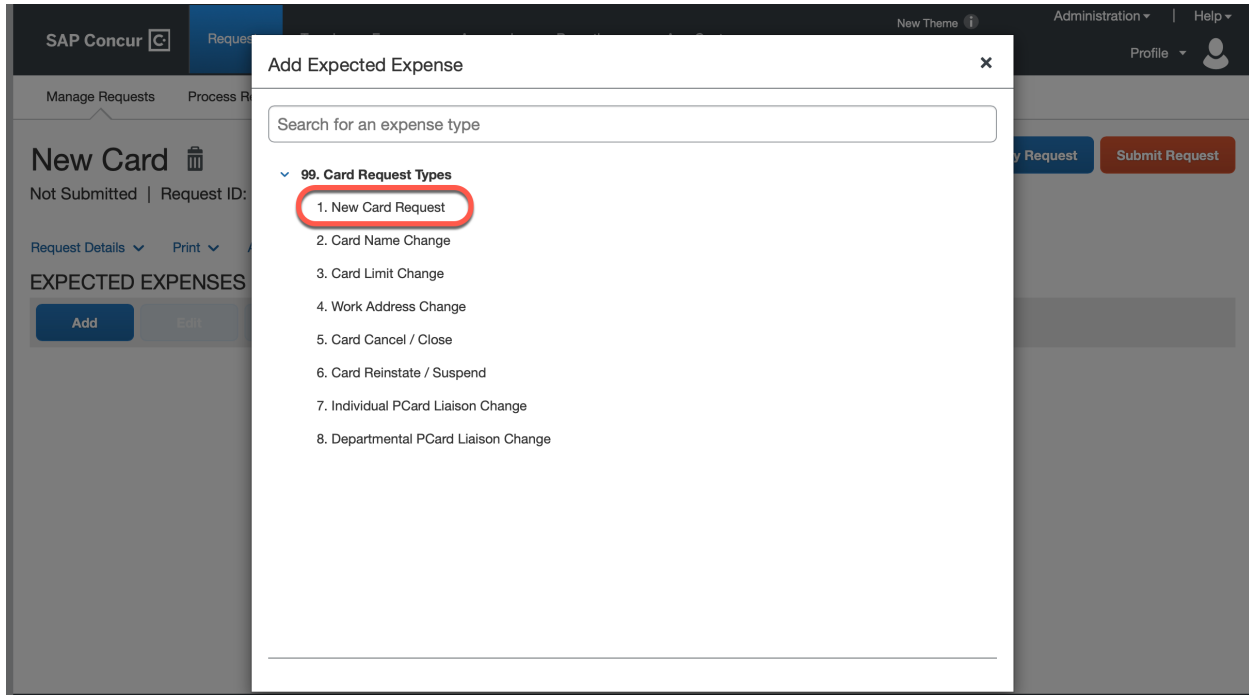 New Theme
Administration
Help
SAP Concur
Profile
Add Expected Expense
Manage Requests
Search for an expense type
New Card
Submit Request
Request
99. Card Request Types
Not Submitted | Request ID:
1. New Card Request
2. Card Name Change
Request Details
Print
3. Card Limit Change
EXPECTED EXPENSES
4. Work Address Change
Add
Edit
5. Card Cancel / Close
6. Card Reinstate / Suspend
7. Individual PCard Liaison Change
8. Departmental PCard Liaison Change